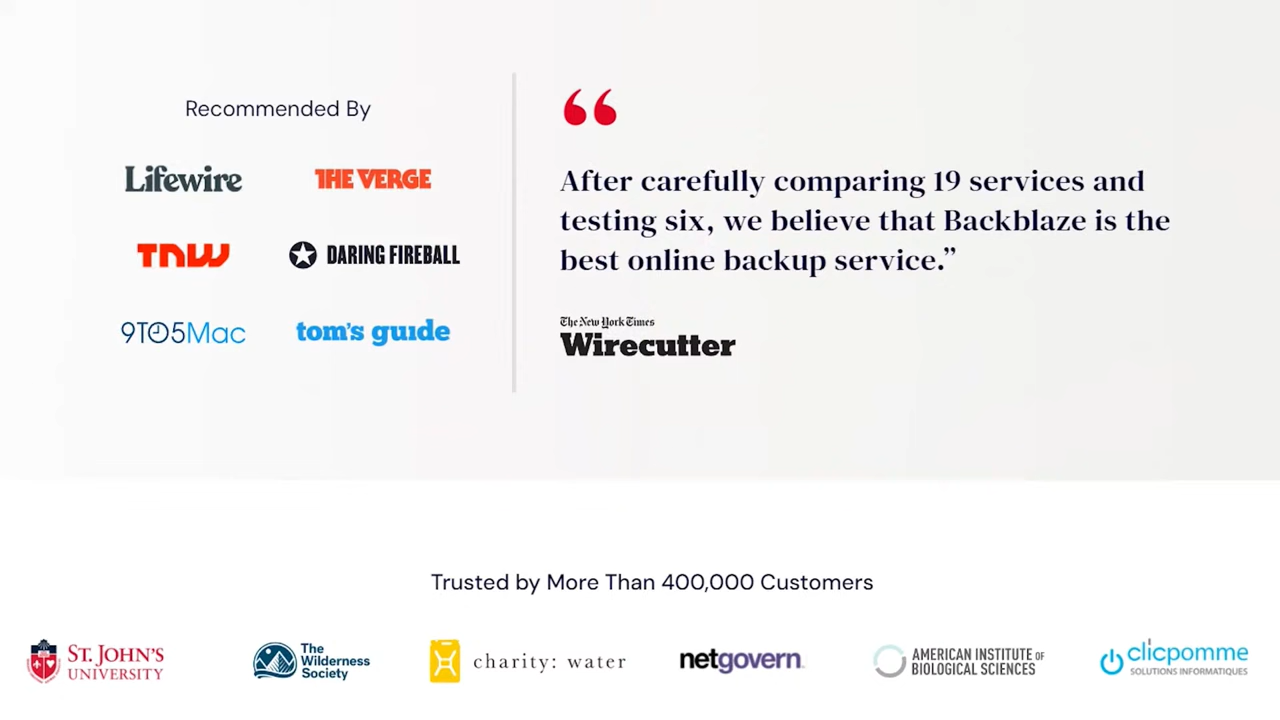 Recommended By
Lifewire
THE VERGE
TNW
DARING FIREBALL
9TO5Mac
tom's guide
“
After carefully comparing 19 services and
testing six, we believe that Backblaze is the
best online backup service.”
The New York Times
Wirecutter
Trusted by More Than 400,000 Customers
ST. JOHN'S
UNIVERSITY
The
Wilderness
Society
charity: water
netgovern
AMERICAN INSTITUTE OF
BIOLOGICAL SCIENCES
clicpomme
SOLUTIONS INFORMATIQUES